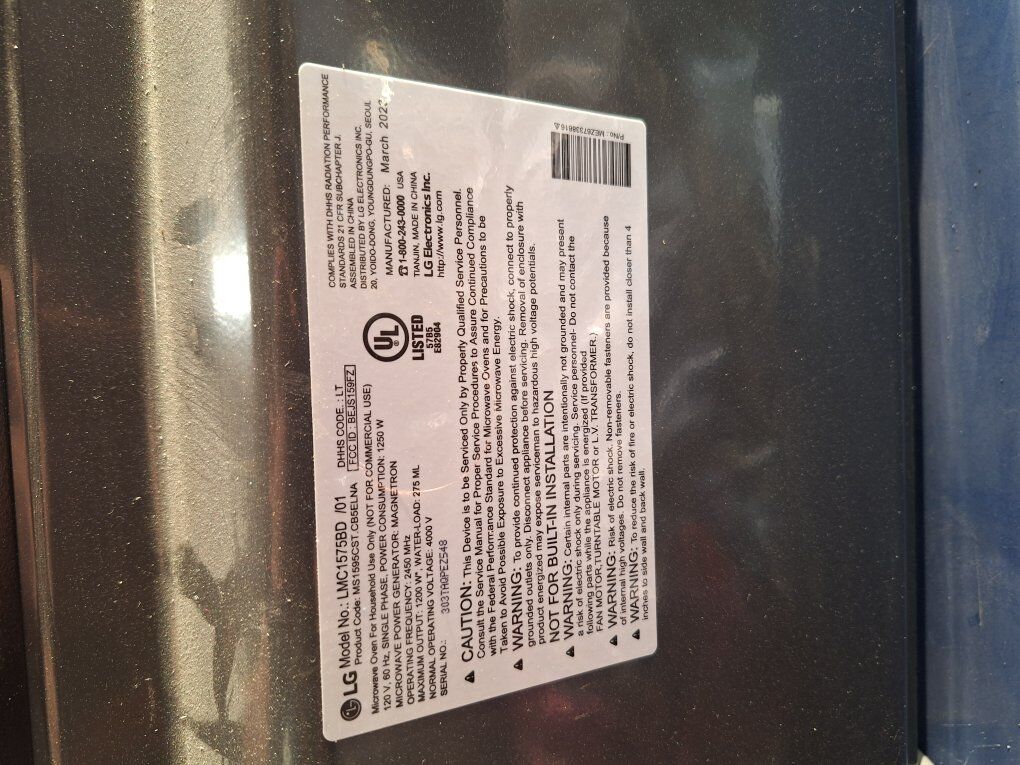 LG Model No.: LMC1575BD /01
DHHS CODE. : LT
Product Code: MS1595CST.CB5ELNA
FCC ID : BEJS159FZ
Microwave Oven For Household Use Only (NOT FOR COMMERCIAL USE)
120 V, 60 Hz, SINGLE PHASE, POWER CONSUMPTION: 1250 W
MICROWAVE POWER GENERATOR: MAGNETRON
OPERATING FREQUENCY: 2450 MHz
MAXIMUM OUTPUT: 1200 W*, WATER-LOAD: 275 ML
NORMAL OPERATING VOLTAGE: 4000 V
SERIAL NO.: 303THQPEZ548
UL
®
LISTED
57B5
E82904
COMPLIES WITH DHHS RADIATION PERFORMANCE
STANDARDS 21 CFR SUBCHAPTER J.
ASSEMBLED IN CHINA
DISTRIBUTED BY LG ELECTRONICS INC.
20, YOIDO-DONG, YOUNGDUNGPO-GU, SEOUL
MANUFACTURED: March
☎1-800-243-0000 USA
TIANJIN, MADE IN CHINA
LG Electronics Inc.
http://www.lg.com
⚠ CAUTION: This Device is to be Serviced Only by Properly Qualified Service Personnel.
Consult the Service Manual for Proper Service Procedures to Assure Continued Compliance
with the Federal Performance Standard for Microwave Ovens and for Precautions to be
Taken to Avoid Possible Exposure to Excessive Microwave Energy.
⚠ WARNING: To provide continued protection against electric shock, connect to properly
grounded outlets only. Disconnect appliance before servicing. Removal of enclosure with
product energized may expose serviceman to hazardous high voltage potentials.
NOT FOR BUILT-IN INSTALLATION
⚠ WARNING: Certain internal parts are intentionally not grounded and may present
a risk of electric shock only during servicing. Service personnel- Do not contact the
following parts while the appliance is energized (If provided
FAN MOTOR,TURNTABLE MOTOR or L.V. TRANSFORMER.)
⚠ WARNING: Risk of electric shock. Non-removable fasteners are provided because
of internal high voltages. Do not remove fasteners.
⚠ WARNING: To reduce the risk of fire or electric shock, do not install closer than 4
inches to side wall and back wall.
P/No.: MEZ67338616